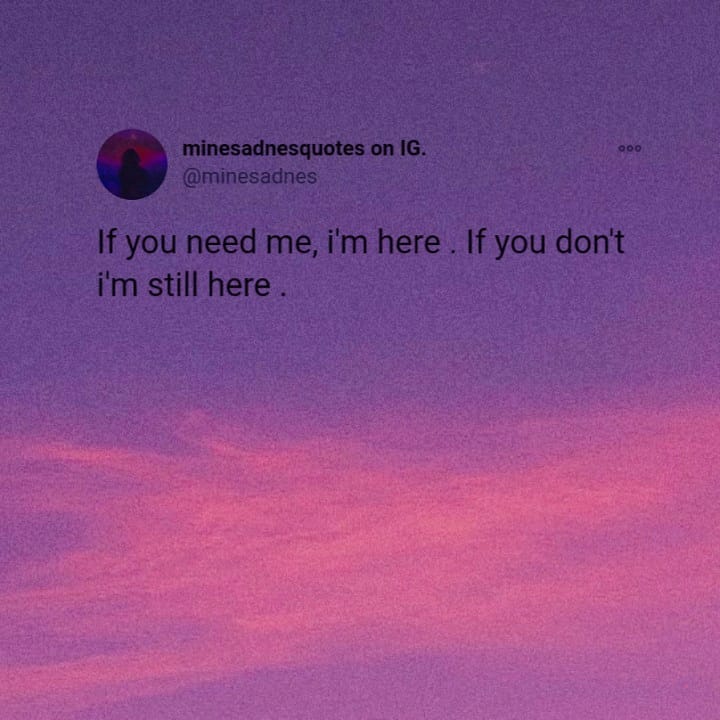 minesadnesquotes on IG.
@minesadnes
If you need me, i'm here . If you don't
i'm still here .